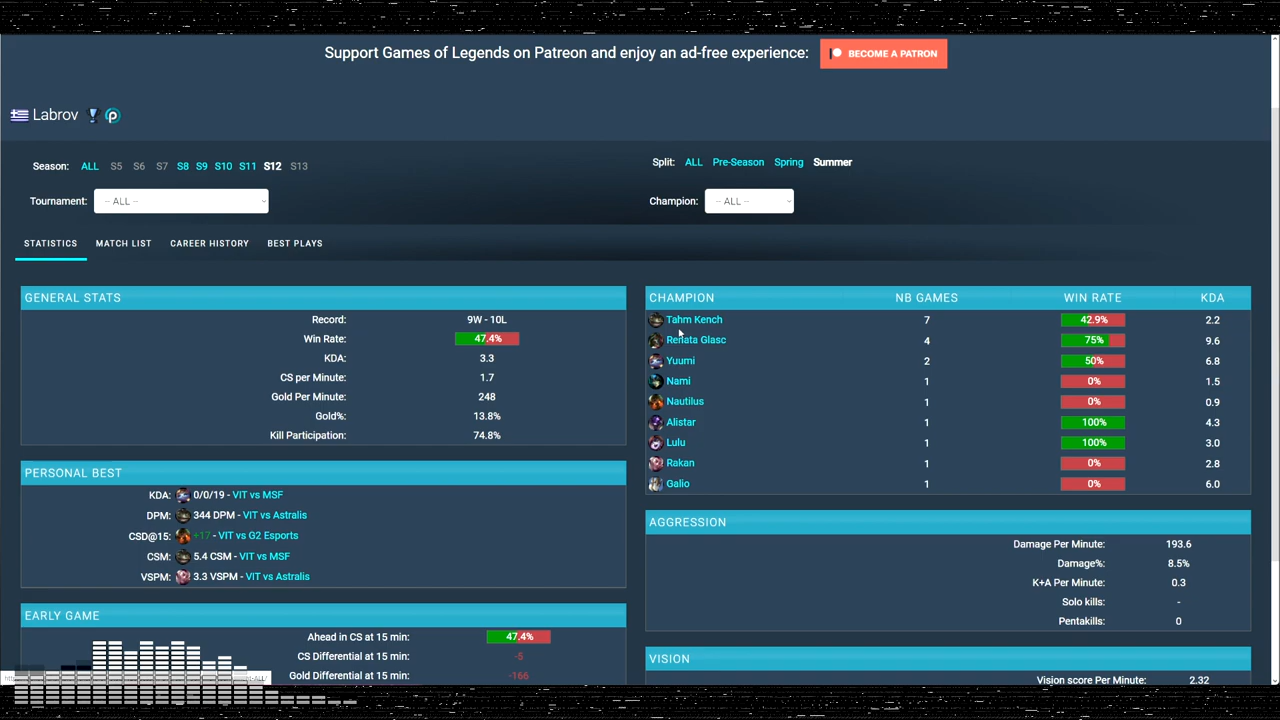 Support Games of Legends on Patreon and enjoy an ad-free experience: BECOME A PATRON
Labrov
Season: ALL S5 S6 S7 S8 S9 S10 S11 S12 S13
Split: ALL Pre-Season Spring Summer
Tournament: -- ALL --
Champion: -- ALL --
STATISTICS MATCH LIST CAREER HISTORY BEST PLAYS
GENERAL STATS
Record: 9W - 10L
Win Rate: 47.4%
KDA: 3.3
CS per Minute: 1.7
Gold Per Minute: 248
Gold%: 13.8%
Kill Participation: 74.8%
PERSONAL BEST
KDA: 0/0/19 - VIT vs MSF
DPM: 344 DPM - VIT vs Astralis
CSD@15: +17 - VIT vs G2 Esports
CSM: 5.4 CSM - VIT vs MSF
VSPM: 3.3 VSPM - VIT vs Astralis
EARLY GAME
Ahead in CS at 15 min: 47.4%
CS Differential at 15 min: -5
Gold Differential at 15 min: -166
CHAMPION NB GAMES WIN RATE KDA
Tahm Kench 7 42.9% 2.2
Renata Glasc 4 75% 9.6
Yuumi 2 50% 6.8
Nami 1 0% 1.5
Nautilus 1 0% 0.9
Alistar 1 100% 4.3
Lulu 1 100% 3.0
Rakan 1 0% 2.8
Galio 1 0% 6.0
AGGRESSION
Damage Per Minute: 193.6
Damage%: 8.5%
K+A Per Minute: 0.3
Solo kills: -
Pentakills: 0
VISION
Vision score Per Minute: 2.32